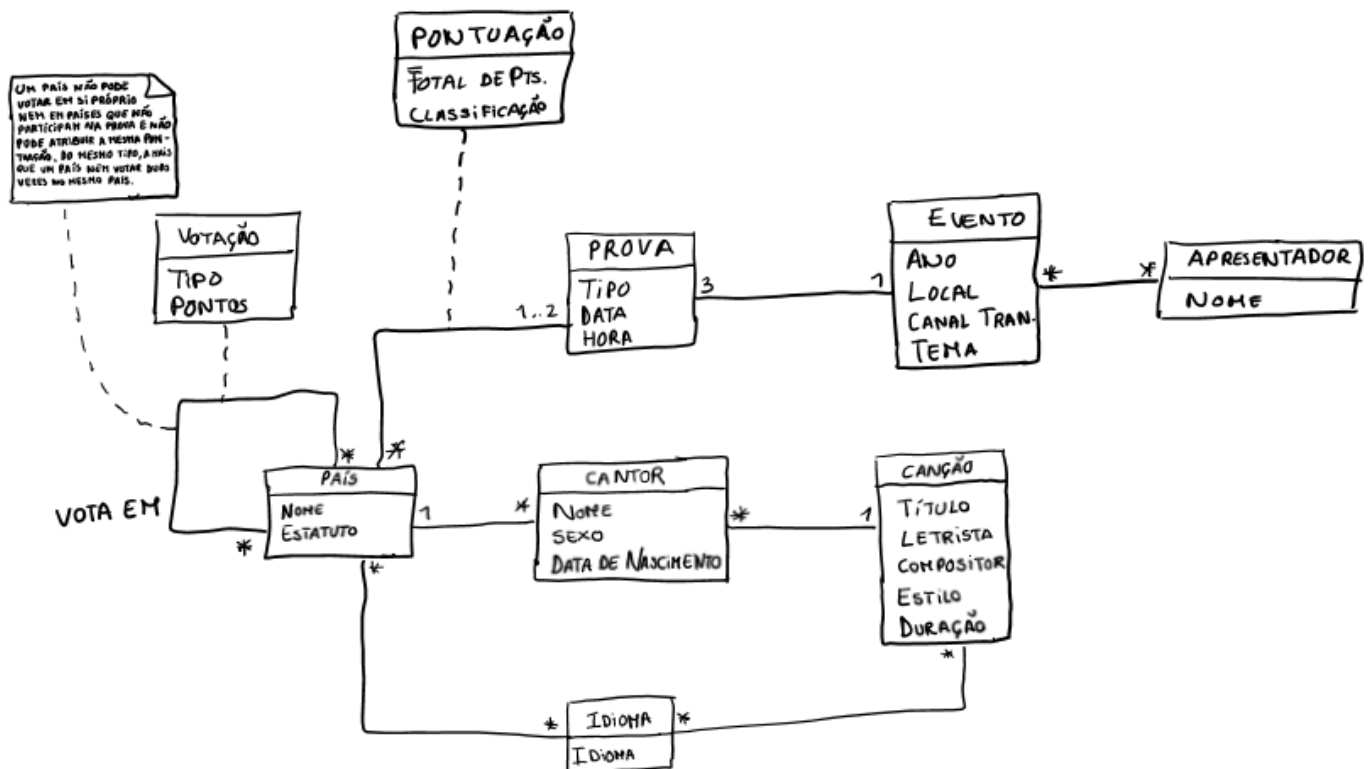 PONTUAÇÃO
TOTAL DE PTS.
CLASSIFICAÇÃO
UM PAÍS NÃO PODE
VOTAR EM SI PRÓPRIO
NEM EM PAÍSES QUE NÃO
PARTICIPAM NA PROVA E NÃO
PODE ATRIBUIR A MESMA PON-
TUAÇÃO, DO MESMO TIPO, A MAIS
QUE UM PAÍS NEM VOTAR DUAS
VEZES NO MESMO PAÍS.
VOTAÇÃO
TIPO
PONTOS
PROVA
TIPO
DATA
HORA
1..2
*
3
1
EVENTO
ANO
LOCAL
CANAL TRAN.
TEMA
*
*
APRESENTADOR
NOME
VOTA EM
*
*
PAÍS
NOME
ESTATUTO
1
*
CANTOR
NOME
SEXO
DATA DE NASCIMENTO
*
1
CANÇÃO
TÍTULO
LETRISTA
COMPOSITOR
ESTILO
DURAÇÃO
*
*
*
IDIOMA
IDIOMA
*